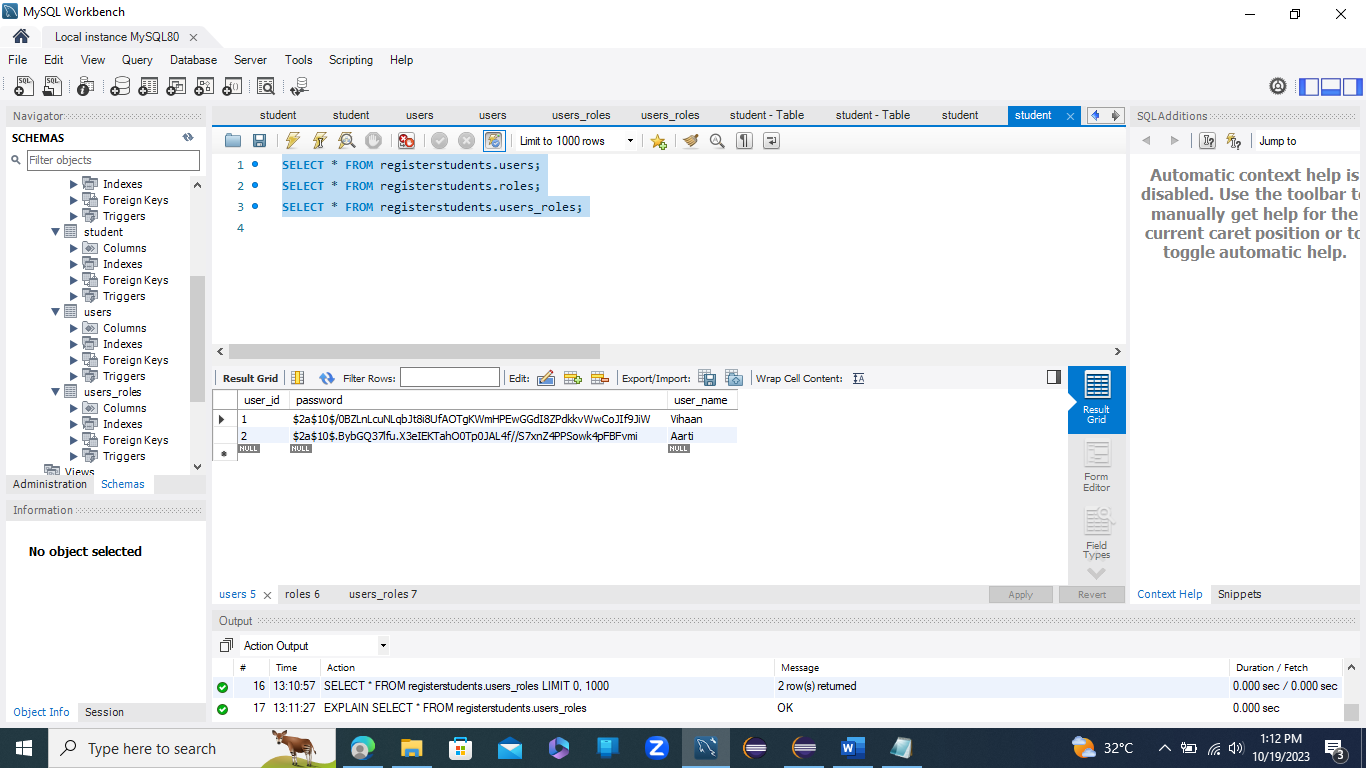 MySQL Workbench
Local instance MySQL80
File Edit View Query Database Server Tools Scripting Help
Navigator
SCHEMAS
Filter objects
Indexes
Foreign Keys
Triggers
student
Columns
Indexes
Foreign Keys
Triggers
users
Columns
Indexes
Foreign Keys
Triggers
users_roles
Columns
Indexes
Foreign Keys
Triggers
Views
Administration Schemas
Information
No object selected
Object Info Session
student student users users users_roles users_roles student - Table student - Table student student
Limit to 1000 rows
1 SELECT * FROM registerstudents.users;
2 SELECT * FROM registerstudents.roles;
3 SELECT * FROM registerstudents.users_roles;
4
Result Grid Filter Rows: Edit: Export/Import: Wrap Cell Content:
user_id password user_name
1 $2a$10$/0BZLnLcuNLqbJt8i8UfAOTgKWmHPEwGGdI8ZPdkkvWwCoJIf9JiW Vihaan
2 $2a$10$.BybGQ37lfu.X3eIEKTahO0Tp0JAL4f//S7xnZ4PPSowk4pFBFvmi Aarti
NULL NULL NULL
Result
Grid
Form
Editor
Field
Types
users 5 roles 6 users_roles 7
Apply Revert
SQLAdditions
Jump to
Automatic context help is
disabled. Use the toolbar to
manually get help for the
current caret position or to
toggle automatic help.
Context Help Snippets
Output
Action Output
# Time Action Message Duration / Fetch
16 13:10:57 SELECT * FROM registerstudents.users_roles LIMIT 0, 1000 2 row(s) returned 0.000 sec / 0.000 sec
17 13:11:27 EXPLAIN SELECT * FROM registerstudents.users_roles OK 0.000 sec
Type here to search
32°C
1:12 PM
10/19/2023
3